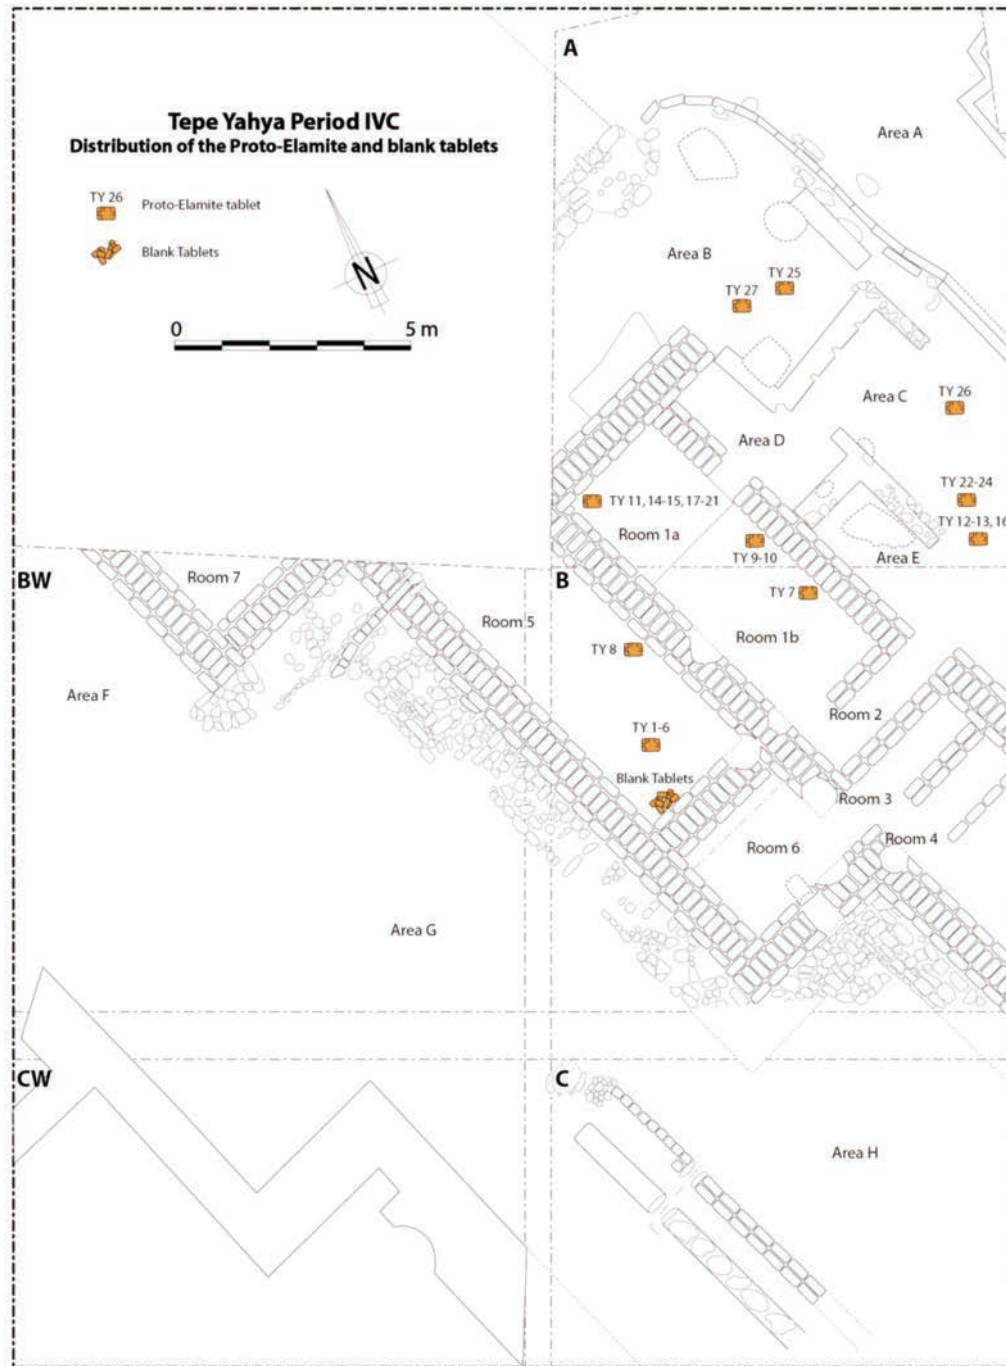 A
Tepe Yahya Period IVC
Distribution of the Proto-Elamite and blank tablets
Area A
TY 26
Proto-Elamite tablet
Blank Tablets
N
0 5 m
Area B
TY 25
TY 27
Area C
TY 26
Area D
TY 22-24
TY 11, 14-15, 17-21
TY 12-13, 16
Room 1a
TY 9-10
Area E
BW
Room 7
B
TY 7
Room 5
Room 1b
TY 8
Area F
Room 2
TY 1-6
Blank Tablets
Room 3
Room 4
Room 6
Area G
CW
C
Area H